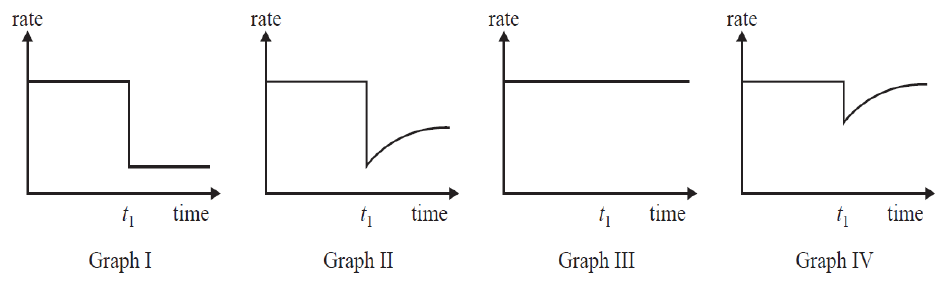 rate rate rate rate
t1 time t1 time t1 time t1 time
Graph I Graph II Graph III Graph IV